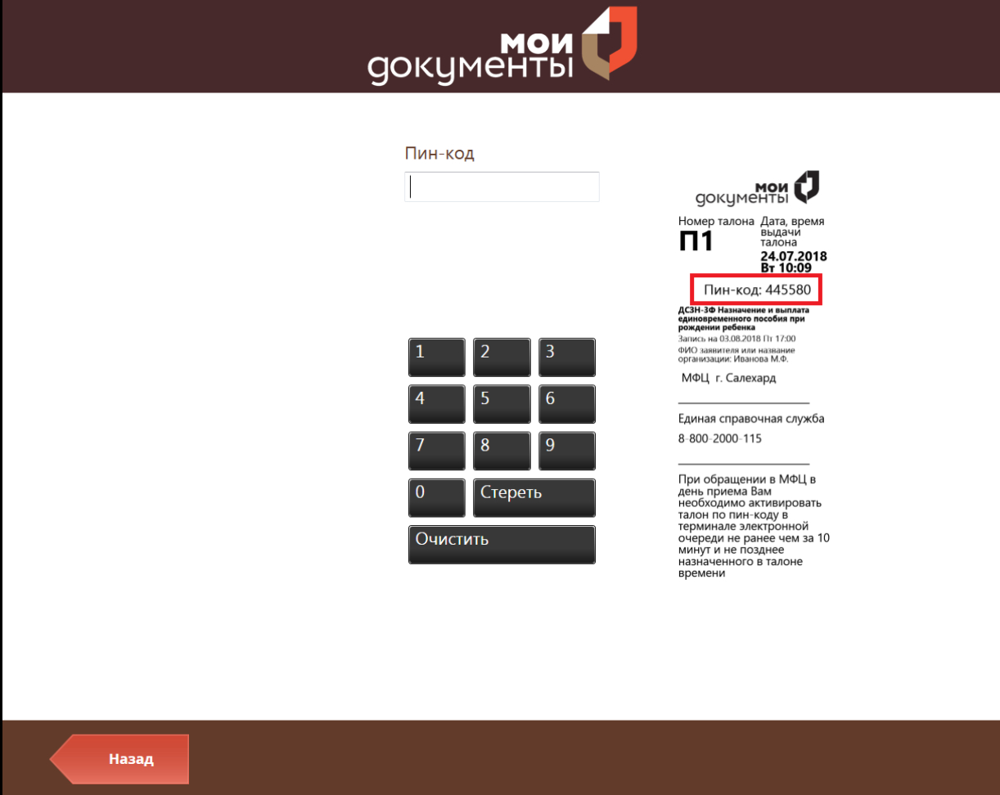 мои
документы
Пин-код
мои
документы
Номер талона Дата, время
выдачи
талона
П1
24.07.2018
Вт 10:09
Пин-код: 445580
ДСЗН-3Ф Назначение и выплата
единовременного пособия при
рождении ребенка
Запись на 03.08.2018 Пт 17:00
ФИО заявителя или название
организации: Иванова М.Ф.
МФЦ г. Салехард
Единая справочная служба
8-800-2000-115
При обращении в МФЦ в
день приема Вам
необходимо активировать
талон по пин-коду в
терминале электронной
очереди не ранее чем за 10
минут и не позднее
назначенного в талоне
времени
1 2 3
4 5 6
7 8 9
0 Стереть
Очистить
Назад